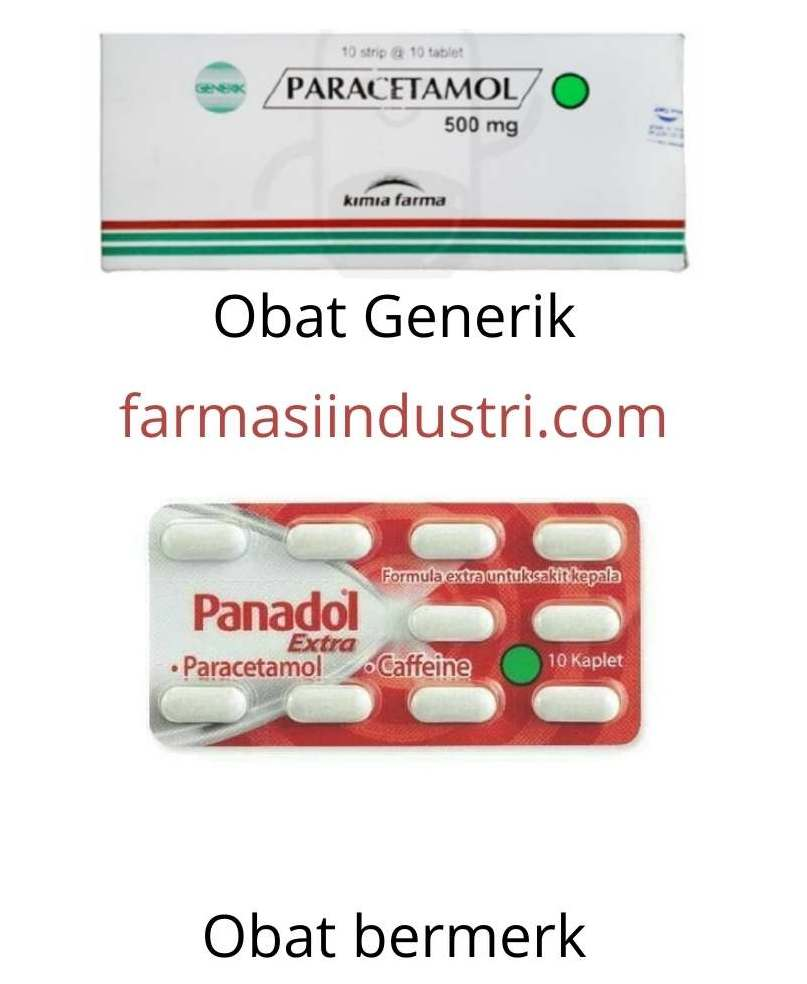 10 strip @ 10 tablet
GENERIK
PARACETAMOL
500 mg
kimia farma
Obat Generik
farmasiindustri.com
Formula extra untuk sakit kepala
Panadol
Extra
• Paracetamol • Caffeine
10 Kaplet
Obat bermerk